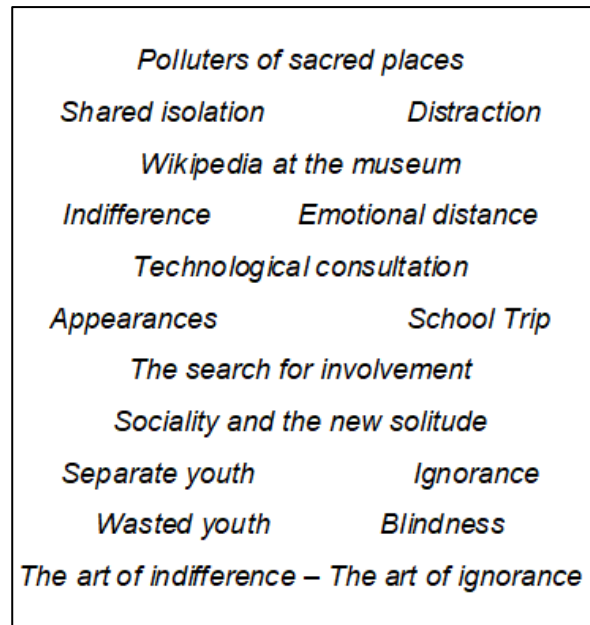 Polluters of sacred places
Shared isolation Distraction
Wikipedia at the museum
Indifference Emotional distance
Technological consultation
Appearances School Trip
The search for involvement
Sociality and the new solitude
Separate youth Ignorance
Wasted youth Blindness
The art of indifference – The art of ignorance